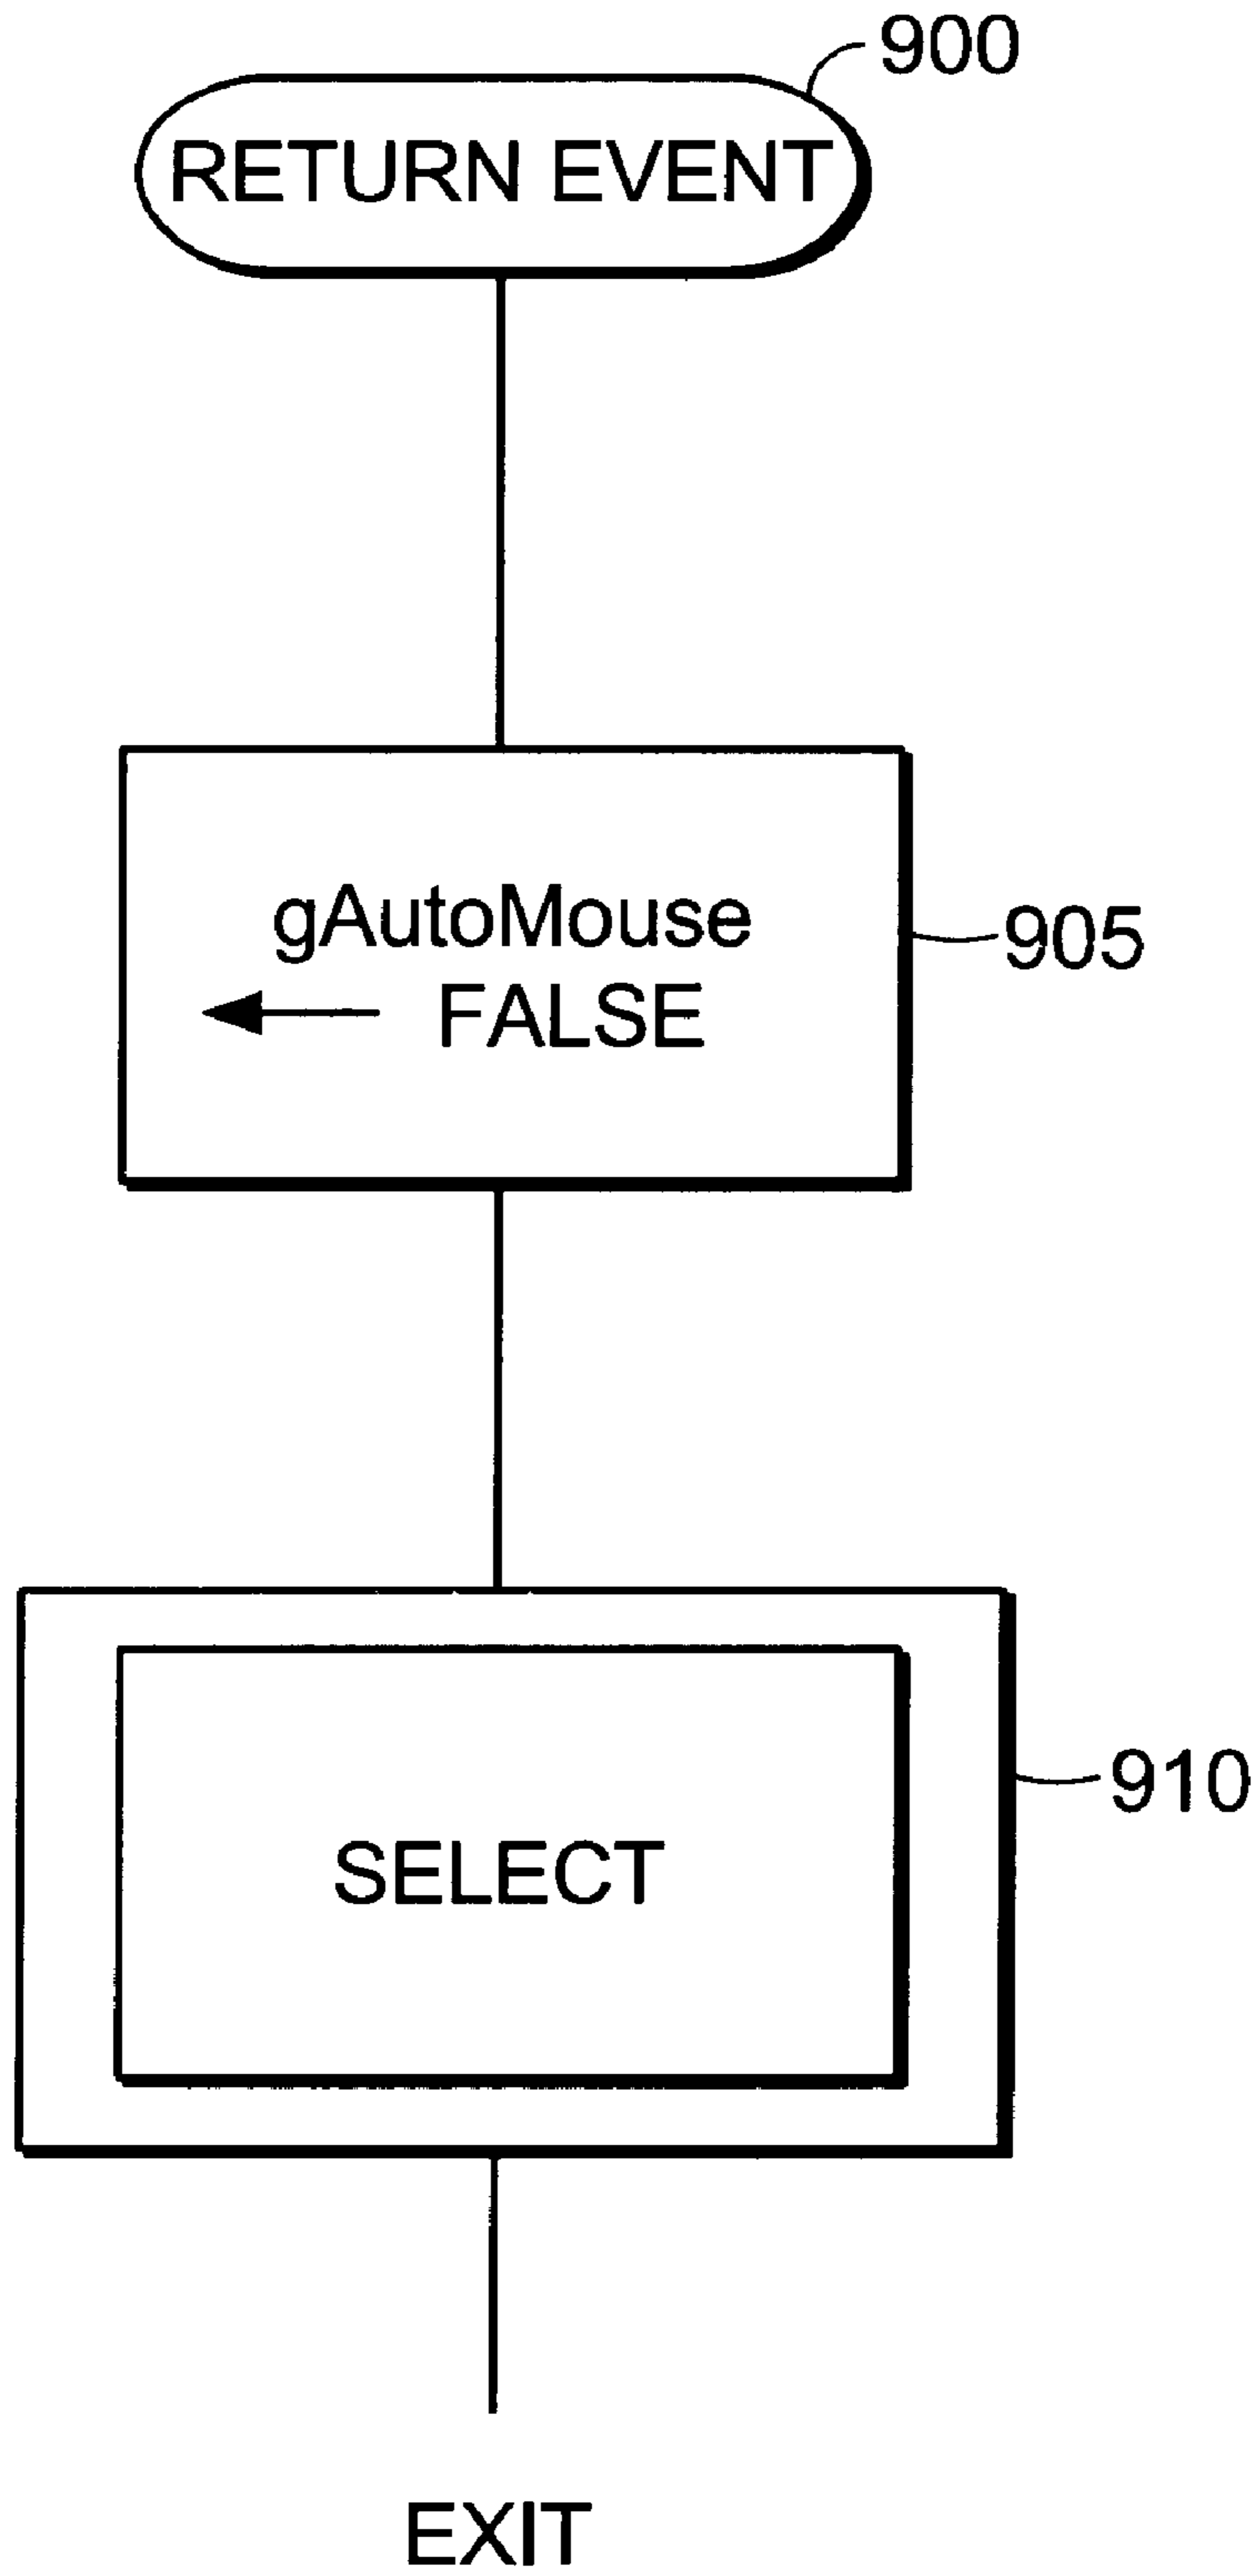 900
RETURN EVENT
gAutoMouse
← FALSE
905
SELECT
910
EXIT